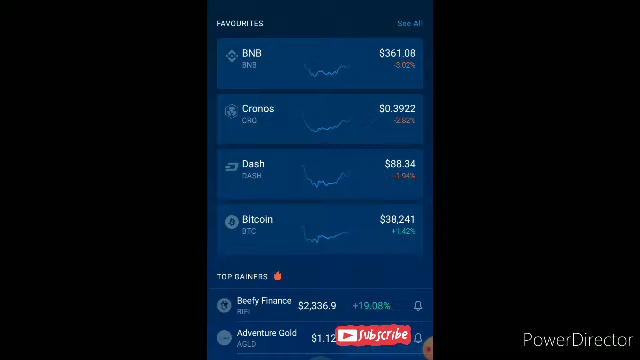 FAVOURITES See All
BNB $361.08
BNB -3.02%
Cronos $0.3922
CRO -2.82%
Dash $88.34
DASH -1.94%
Bitcoin $38,241
BTC +1.42%
TOP GAINERS
Beefy Finance $2,336.9 +19.08%
BIFI
Adventure Gold $1.12
AGLD
Subscribe
PowerDirector